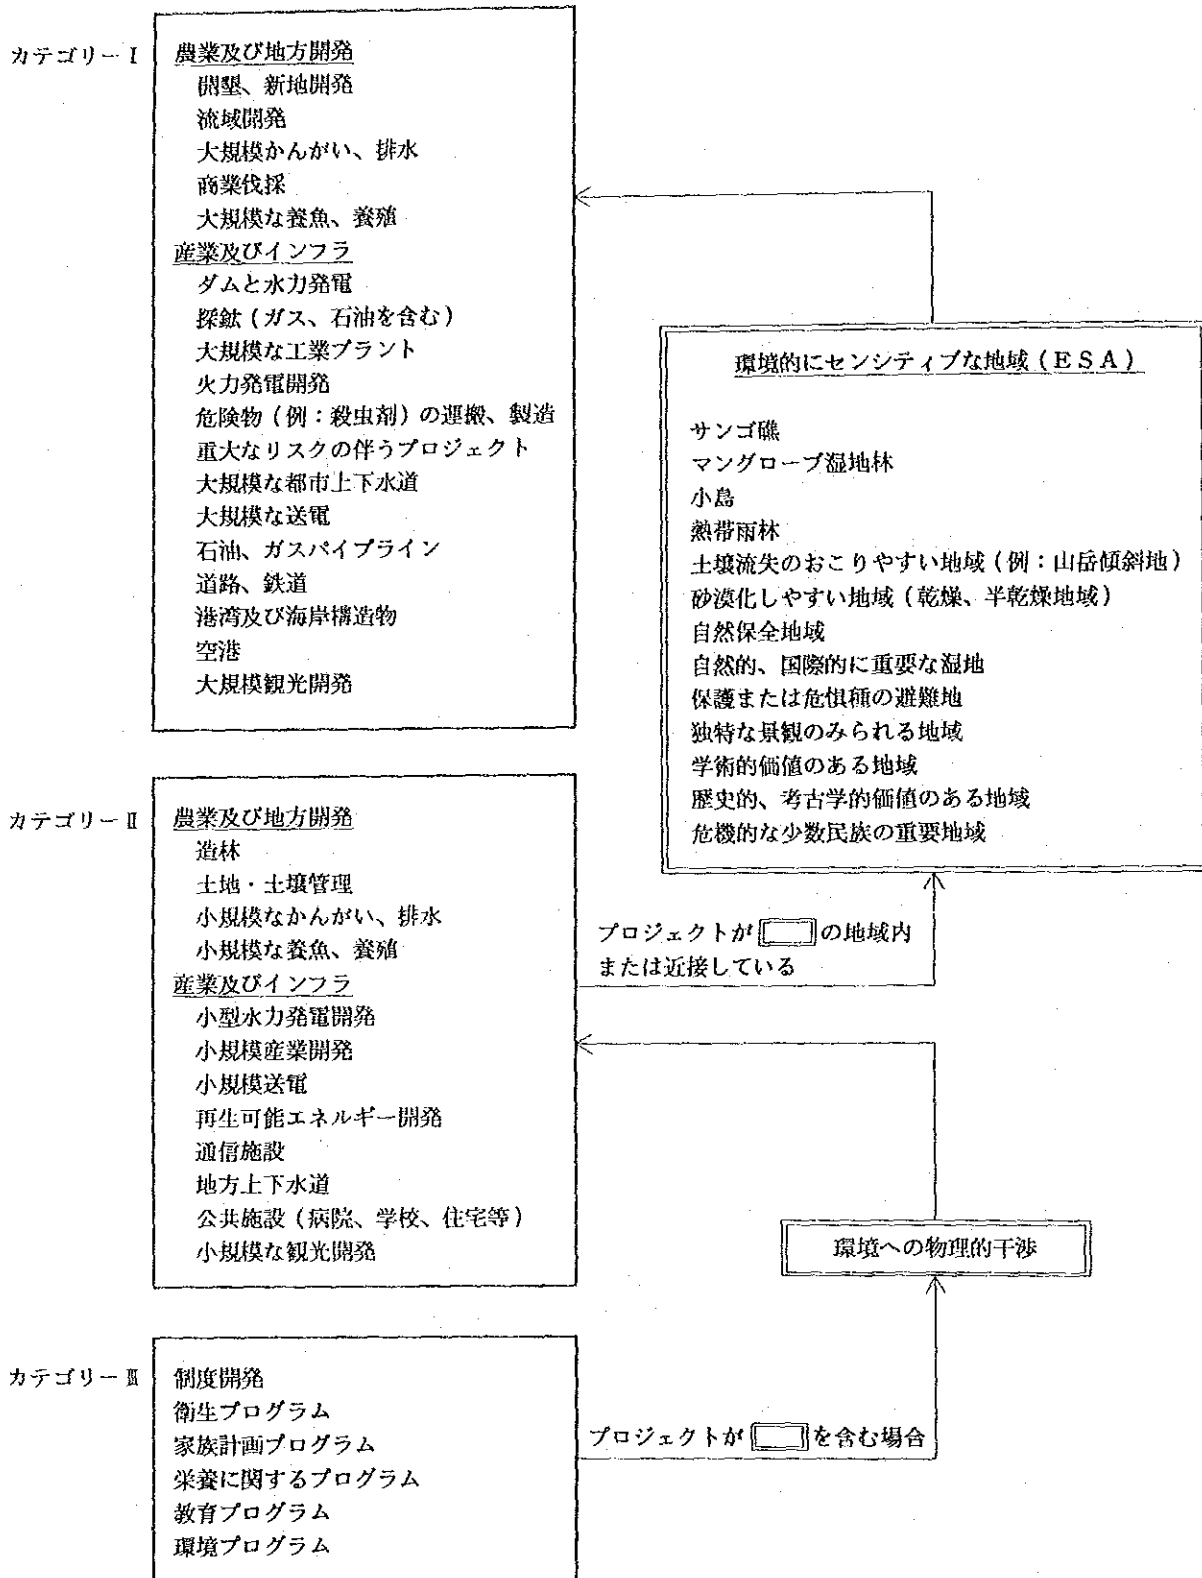 カテゴリーⅠ
農業及び地方開発
開墾、新地開発
流域開発
大規模かんがい、排水
商業伐採
大規模な養魚、養殖
産業及びインフラ
ダムと水力発電
探鉱(ガス、石油を含む)
大規模な工業プラント
火力発電開発
危険物(例:殺虫剤)の運搬、製造
重大なリスクの伴うプロジェクト
大規模な都市上下水道
大規模な送電
石油、ガスパイプライン
道路、鉄道
港湾及び海岸構造物
空港
大規模観光開発
環境的にセンシティブな地域(ESA)
サンゴ礁
マングローブ湿地林
小島
熱帯雨林
土壌流失のおこりやすい地域(例:山岳傾斜地)
砂漠化しやすい地域(乾燥、半乾燥地域)
自然保全地域
自然的、国際的に重要な湿地
保護または危惧種の避難地
独特な景観のみられる地域
学術的価値のある地域
歴史的、考古学的価値のある地域
危機的な少数民族の重要地域
カテゴリーⅡ
農業及び地方開発
造林
土地・土壌管理
小規模なかんがい、排水
小規模な養魚、養殖
産業及びインフラ
小型水力発電開発
小規模産業開発
小規模送電
再生可能エネルギー開発
通信施設
地方上下水道
公共施設(病院、学校、住宅等)
小規模な観光開発
プロジェクトが の地域内
または近接している
環境への物理的干渉
カテゴリーⅢ
制度開発
衛生プログラム
家族計画プログラム
栄養に関するプログラム
教育プログラム
環境プログラム
プロジェクトが を含む場合